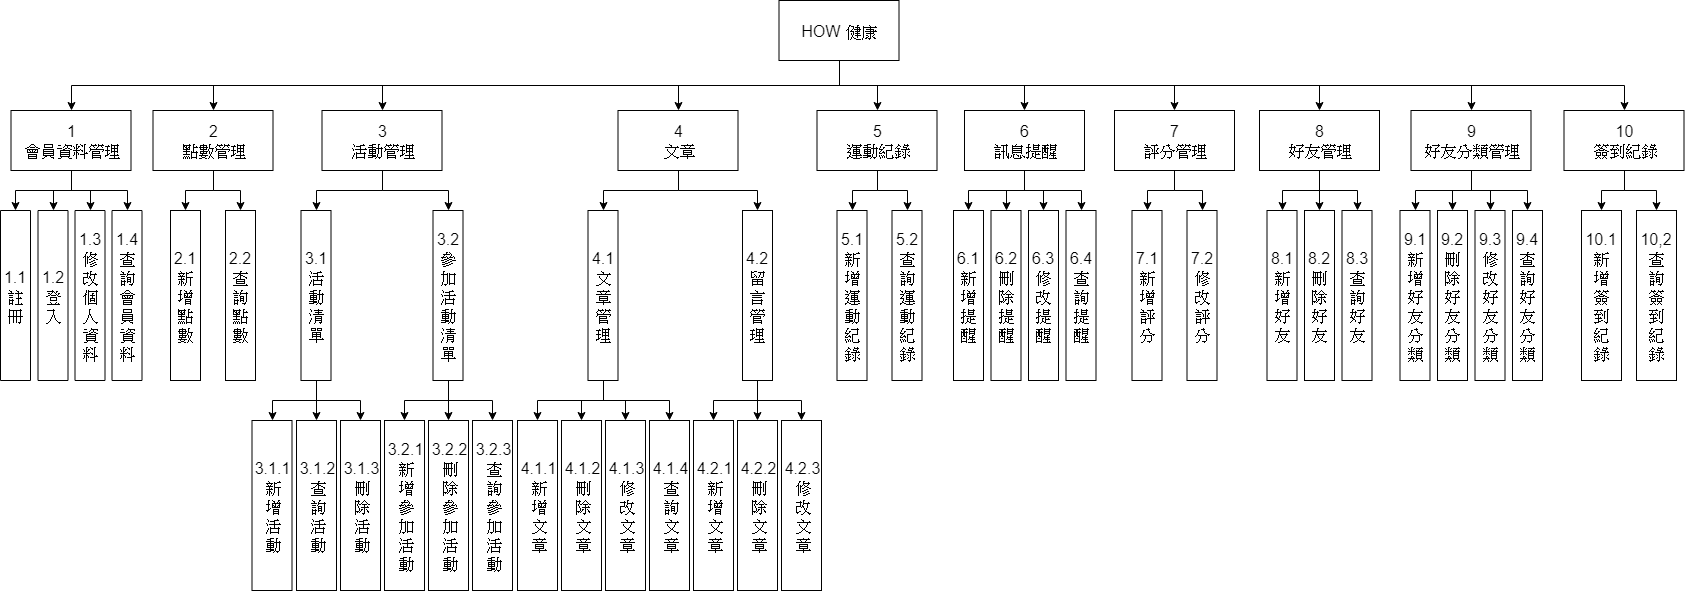 HOW 健康
1
會員資料管理
2
點數管理
3
活動管理
4
文章
5
運動紀錄
6
訊息提醒
7
評分管理
8
好友管理
9
好友分類管理
10
簽到紀錄
1.1
註冊
1.2
登入
1.3
修改個人資料
1.4
查詢會員資料
2.1
新增點數
2.2
查詢點數
3.1
活動清單
3.2
參加活動清單
4.1
文章管理
4.2
留言管理
5.1
新增運動紀錄
5.2
查詢運動紀錄
6.1
新增提醒
6.2
刪除提醒
6.3
修改提醒
6.4
查詢提醒
7.1
新增評分
7.2
修改評分
8.1
新增好友
8.2
刪除好友
8.3
查詢好友
9.1
新增好友分類
9.2
刪除好友分類
9.3
修改好友分類
9.4
查詢好友分類
10.1
新增簽到紀錄
10,2
查詢簽到紀錄
3.1.1
新增活動
3.1.2
查詢活動
3.1.3
刪除活動
3.2.1
新增參加活動
3.2.2
刪除參加活動
3.2.3
查詢參加活動
4.1.1
新增文章
4.1.2
刪除文章
4.1.3
修改文章
4.1.4
查詢文章
4.2.1
新增文章
4.2.2
刪除文章
4.2.3
修改文章